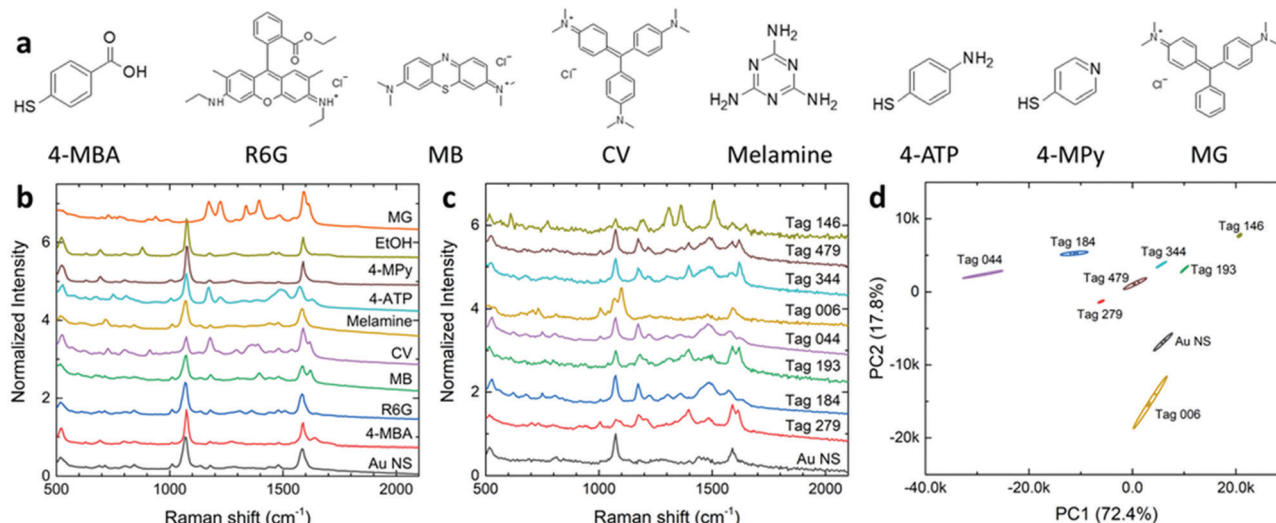 a
O
OH
HS
4-MBA
O
O
Cl⁻
NH
O
NH⁺
R6G
N
Cl⁻
N
S
N⁺
MB
N⁺
N
Cl⁻
N
CV
NH₂
N
N
H₂N
N
NH₂
Melamine
NH₂
HS
4-ATP
N
HS
4-MPy
N⁺
N
Cl⁻
MG
b
Normalized Intensity
6
4
2
0
MG
EtOH
4-MPy
4-ATP
Melamine
CV
MB
R6G
4-MBA
Au NS
500
1000
1500
2000
Raman shift (cm⁻¹)
c
Normalized Intensity
6
4
2
0
Tag 146
Tag 479
Tag 344
Tag 006
Tag 044
Tag 193
Tag 184
Tag 279
Au NS
500
1000
1500
2000
Raman shift (cm⁻¹)
d
PC2 (17.8%)
10k
0
-10k
-20k
Tag 146
Tag 184
Tag 344
Tag 044
Tag 193
Tag 479
Tag 279
Au NS
Tag 006
-40.0k
-20.0k
0.0
20.0k
PC1 (72.4%)